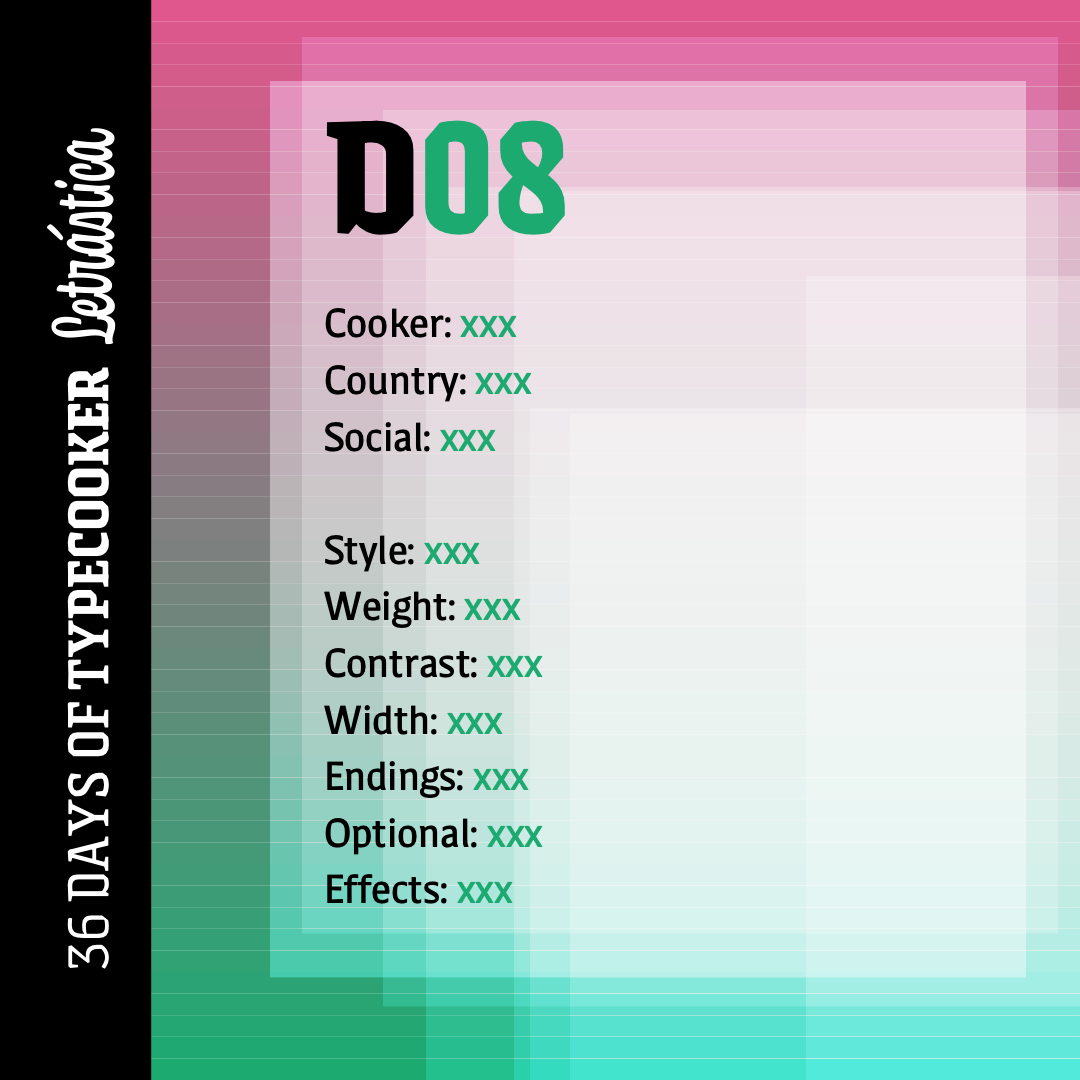 36 DAYS OF TYPECOOKER Letrástica
D08
Cooker: xxx
Country: xxx
Social: xxx
Style: xxx
Weight: xxx
Contrast: xxx
Width: xxx
Endings: xxx
Optional: xxx
Effects: xxx